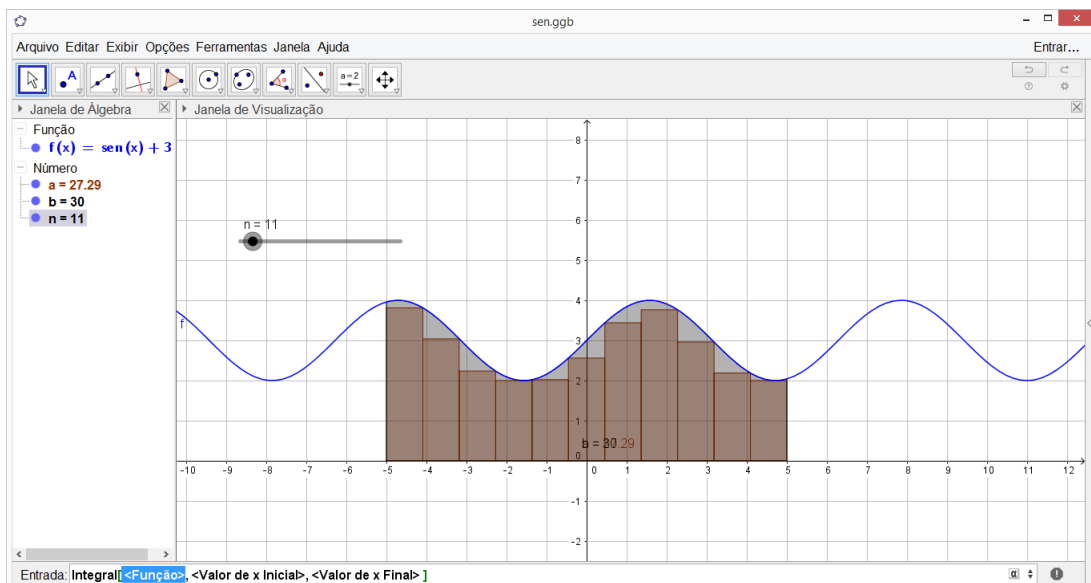 sen.ggb
Arquivo Editar Exibir Opções Ferramentas Janela Ajuda
Entrar...
A
a=2
Janela de Álgebra
Janela de Visualização
Função
f(x) = sen(x) + 3
Número
a = 27.29
b = 30
n = 11
n = 11
f
8
7
6
5
4
3
2
1
0
-1
-2
b = 30
7.29
-10 -9 -8 -7 -6 -5 -4 -3 -2 -1 0 1 2 3 4 5 6 7 8 9 10 11 12
Entrada: Integral[ <Função>, <Valor de x Inicial>, <Valor de x Final> ]
α